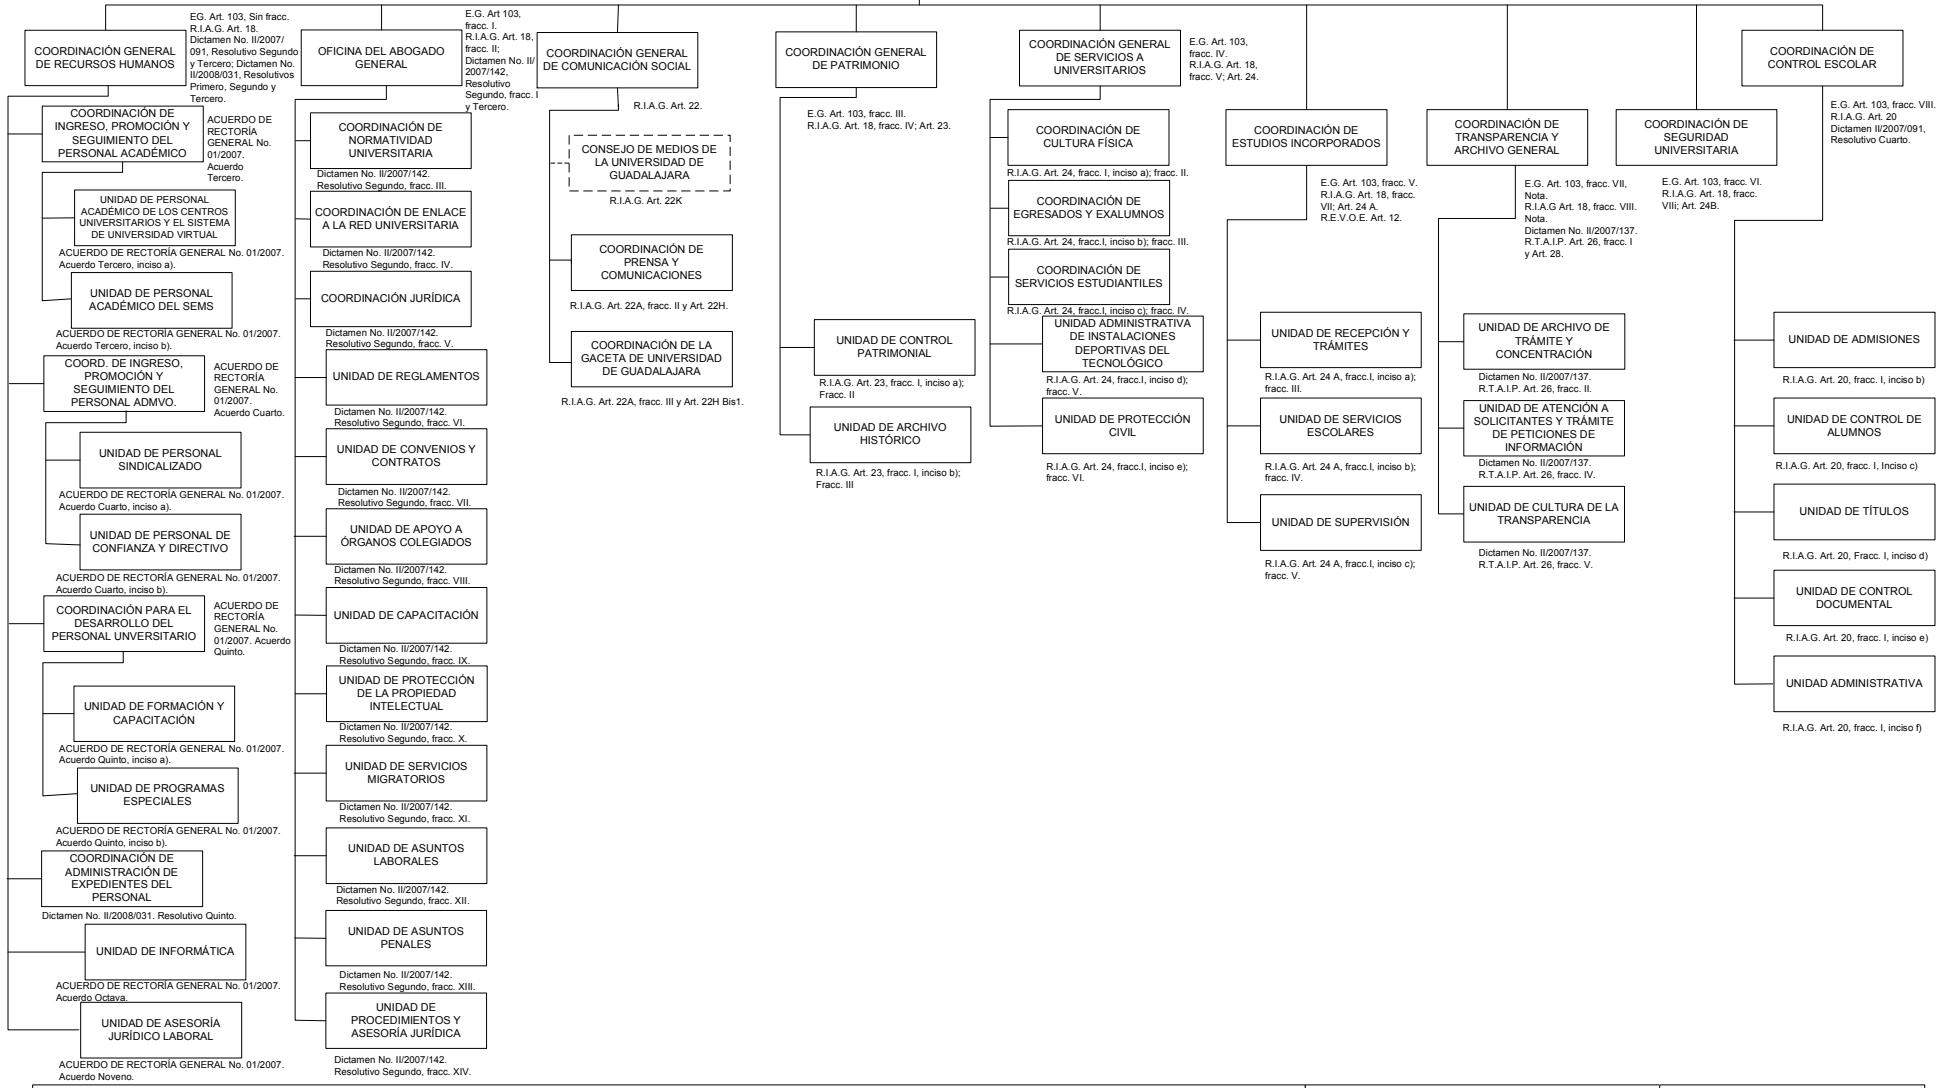 COORDINACIÓN GENERAL
DE RECURSOS HUMANOS
EG. Art. 103, Sin fracc.
R.I.A.G. Art. 18.
Dictamen No. II/2007/
091, Resolutivo Segundo
y Tercero; Dictamen No.
II/2008/031, Resolutivos
Primero, Segundo y
Tercero.
COORDINACIÓN DE
INGRESO, PROMOCIÓN Y
SEGUIMIENTO DEL
PERSONAL ACADÉMICO
ACUERDO DE
RECTORÍA
GENERAL No.
01/2007.
Acuerdo
Tercero.
UNIDAD DE PERSONAL
ACADÉMICO DE LOS CENTROS
UNIVERSITARIOS Y EL SISTEMA
DE UNIVERSIDAD VIRTUAL
ACUERDO DE RECTORÍA GENERAL No. 01/2007.
Acuerdo Tercero, inciso a).
UNIDAD DE PERSONAL
ACADÉMICO DEL SEMS
ACUERDO DE RECTORÍA GENERAL No. 01/2007.
Acuerdo Tercero, inciso b).
COORD. DE INGRESO,
PROMOCIÓN Y
SEGUIMIENTO DEL
PERSONAL ADMVO.
ACUERDO DE
RECTORÍA
GENERAL No.
01/2007.
Acuerdo Cuarto.
UNIDAD DE PERSONAL
SINDICALIZADO
ACUERDO DE RECTORÍA GENERAL No. 01/2007.
Acuerdo Cuarto, inciso a).
UNIDAD DE PERSONAL DE
CONFIANZA Y DIRECTIVO
ACUERDO DE RECTORÍA GENERAL No. 01/2007.
Acuerdo Cuarto, inciso b).
COORDINACIÓN PARA EL
DESARROLLO DEL
PERSONAL UNVERSITARIO
ACUERDO DE
RECTORÍA
GENERAL No.
01/2007. Acuerdo
Quinto.
UNIDAD DE FORMACIÓN Y
CAPACITACIÓN
ACUERDO DE RECTORÍA GENERAL No. 01/2007.
Acuerdo Quinto, inciso a).
UNIDAD DE PROGRAMAS
ESPECIALES
ACUERDO DE RECTORÍA GENERAL No. 01/2007.
Acuerdo Quinto, inciso b).
COORDINACIÓN DE
ADMINISTRACIÓN DE
EXPEDIENTES DEL
PERSONAL
Dictamen No. II/2008/031. Resolutivo Quinto.
UNIDAD DE INFORMÁTICA
ACUERDO DE RECTORÍA GENERAL No. 01/2007.
Acuerdo Octava.
UNIDAD DE ASESORÍA
JURÍDICO LABORAL
ACUERDO DE RECTORÍA GENERAL No. 01/2007.
Acuerdo Noveno.
OFICINA DEL ABOGADO
GENERAL
E.G. Art 103,
fracc. I.
R.I.A.G. Art. 18,
fracc. II;
Dictamen No. II/
2007/142,
Resolutivo
Segundo, fracc. I
y Tercero.
COORDINACIÓN DE
NORMATIVIDAD
UNIVERSITARIA
Dictamen No. II/2007/142.
Resolutivo Segundo, fracc. III.
COORDINACIÓN DE ENLACE
A LA RED UNIVERSITARIA
Dictamen No. II/2007/142.
Resolutivo Segundo, fracc. IV.
COORDINACIÓN JURÍDICA
Dictamen No. II/2007/142.
Resolutivo Segundo, fracc. V.
UNIDAD DE REGLAMENTOS
Dictamen No. II/2007/142.
Resolutivo Segundo, fracc. VI.
UNIDAD DE CONVENIOS Y
CONTRATOS
Dictamen No. II/2007/142.
Resolutivo Segundo, fracc. VII.
UNIDAD DE APOYO A
ÓRGANOS COLEGIADOS
Dictamen No. II/2007/142.
Resolutivo Segundo, fracc. VIII.
UNIDAD DE CAPACITACIÓN
Dictamen No. II/2007/142.
Resolutivo Segundo, fracc. IX.
UNIDAD DE PROTECCIÓN
DE LA PROPIEDAD
INTELECTUAL
Dictamen No. II/2007/142.
Resolutivo Segundo, fracc. X.
UNIDAD DE SERVICIOS
MIGRATORIOS
Dictamen No. II/2007/142.
Resolutivo Segundo, fracc. XI.
UNIDAD DE ASUNTOS
LABORALES
Dictamen No. II/2007/142.
Resolutivo Segundo, fracc. XII.
UNIDAD DE ASUNTOS
PENALES
Dictamen No. II/2007/142.
Resolutivo Segundo, fracc. XIII.
UNIDAD DE
PROCEDIMIENTOS Y
ASESORÍA JURÍDICA
Dictamen No. II/2007/142.
Resolutivo Segundo, fracc. XIV.
COORDINACIÓN GENERAL
DE COMUNICACIÓN SOCIAL
R.I.A.G. Art. 22.
CONSEJO DE MEDIOS DE
LA UNIVERSIDAD DE
GUADALAJARA
R.I.A.G. Art. 22K
COORDINACIÓN DE
PRENSA Y
COMUNICACIONES
R.I.A.G. Art. 22A, fracc. II y Art. 22H.
COORDINACIÓN DE LA
GACETA DE UNIVERSIDAD
DE GUADALAJARA
R.I.A.G. Art. 22A, fracc. III y Art. 22H Bis1.
COORDINACIÓN GENERAL
DE PATRIMONIO
E.G. Art. 103, fracc. III.
R.I.A.G. Art. 18, fracc. IV; Art. 23.
UNIDAD DE CONTROL
PATRIMONIAL
R.I.A.G. Art. 23, fracc. I, inciso a);
Fracc. II
UNIDAD DE ARCHIVO
HISTÓRICO
R.I.A.G. Art. 23, fracc. I, inciso b);
Fracc. III
COORDINACIÓN GENERAL
DE SERVICIOS A
UNIVERSITARIOS
E.G. Art. 103,
fracc. IV.
R.I.A.G. Art. 18,
fracc. V; Art. 24.
COORDINACIÓN DE
CULTURA FÍSICA
R.I.A.G. Art. 24, fracc. I, inciso a); fracc. II.
COORDINACIÓN DE
EGRESADOS Y EXALUMNOS
R.I.A.G. Art. 24, fracc.I, inciso b); fracc. III.
COORDINACIÓN DE
SERVICIOS ESTUDIANTILES
R.I.A.G. Art. 24, fracc.I, inciso c); fracc. IV.
UNIDAD ADMINISTRATIVA
DE INSTALACIONES
DEPORTIVAS DEL
TECNOLÓGICO
R.I.A.G. Art. 24, fracc.I, inciso d);
fracc. V.
UNIDAD DE PROTECCIÓN
CIVIL
R.I.A.G. Art. 24, fracc.I, inciso e);
fracc. VI.
COORDINACIÓN DE
ESTUDIOS INCORPORADOS
E.G. Art. 103, fracc. V.
R.I.A.G. Art. 18, fracc.
VII; Art. 24 A.
R.E.V.O.E. Art. 12.
UNIDAD DE RECEPCIÓN Y
TRÁMITES
R.I.A.G. Art. 24 A, fracc.I, inciso a);
fracc. III.
UNIDAD DE SERVICIOS
ESCOLARES
R.I.A.G. Art. 24 A, fracc.I, inciso b);
fracc. IV.
UNIDAD DE SUPERVISIÓN
R.I.A.G. Art. 24 A, fracc.I, inciso c);
fracc. V.
COORDINACIÓN DE
TRANSPARENCIA Y
ARCHIVO GENERAL
E.G. Art. 103, fracc. VII,
Nota.
R.I.A.G Art. 18, fracc. VIII.
Nota.
Dictamen No. II/2007/137.
R.T.A.I.P. Art. 26, fracc. I
y Art. 28.
UNIDAD DE ARCHIVO DE
TRÁMITE Y
CONCENTRACIÓN
Dictamen No. II/2007/137.
R.T.A.I.P. Art. 26, fracc. II.
UNIDAD DE ATENCIÓN A
SOLICITANTES Y TRÁMITE
DE PETICIONES DE
INFORMACIÓN
Dictamen No. II/2007/137.
R.T.A.I.P. Art. 26, fracc. IV.
UNIDAD DE CULTURA DE LA
TRANSPARENCIA
Dictamen No. II/2007/137.
R.T.A.I.P. Art. 26, fracc. V.
COORDINACIÓN DE
SEGURIDAD
UNIVERSITARIA
E.G. Art. 103, fracc. VI.
R.I.A.G. Art. 18, fracc.
VIIi; Art. 24B.
COORDINACIÓN DE
CONTROL ESCOLAR
E.G. Art. 103, fracc. VIII.
R.I.A.G. Art. 20
Dictamen II/2007/091,
Resolutivo Cuarto.
UNIDAD DE ADMISIONES
R.I.A.G. Art. 20, fracc. I, inciso b)
UNIDAD DE CONTROL DE
ALUMNOS
R.I.A.G. Art. 20, fracc. I, Inciso c)
UNIDAD DE TÍTULOS
R.I.A.G. Art. 20, Fracc. I, inciso d)
UNIDAD DE CONTROL
DOCUMENTAL
R.I.A.G. Art. 20, fracc. I, inciso e)
UNIDAD ADMINISTRATIVA
R.I.A.G. Art. 20, fracc. I, inciso f)